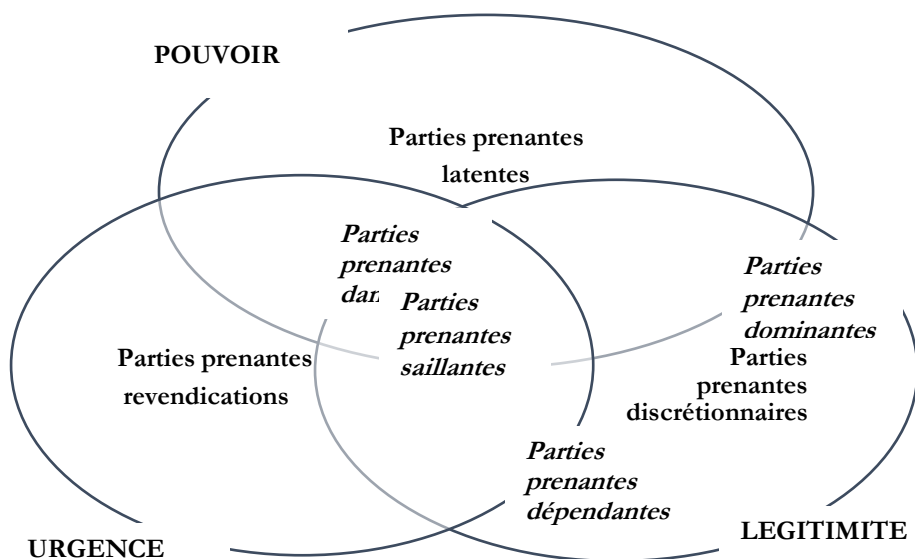 POUVOIR
Parties prenantes
latentes
Parties
prenantes
Parties
prenantes
saillantes
Parties
prenantes
dominantes
Parties prenantes
revendications
Parties
prenantes
discrétionnaires
Parties
prenantes
dépendantes
URGENCE
LEGITIMITE